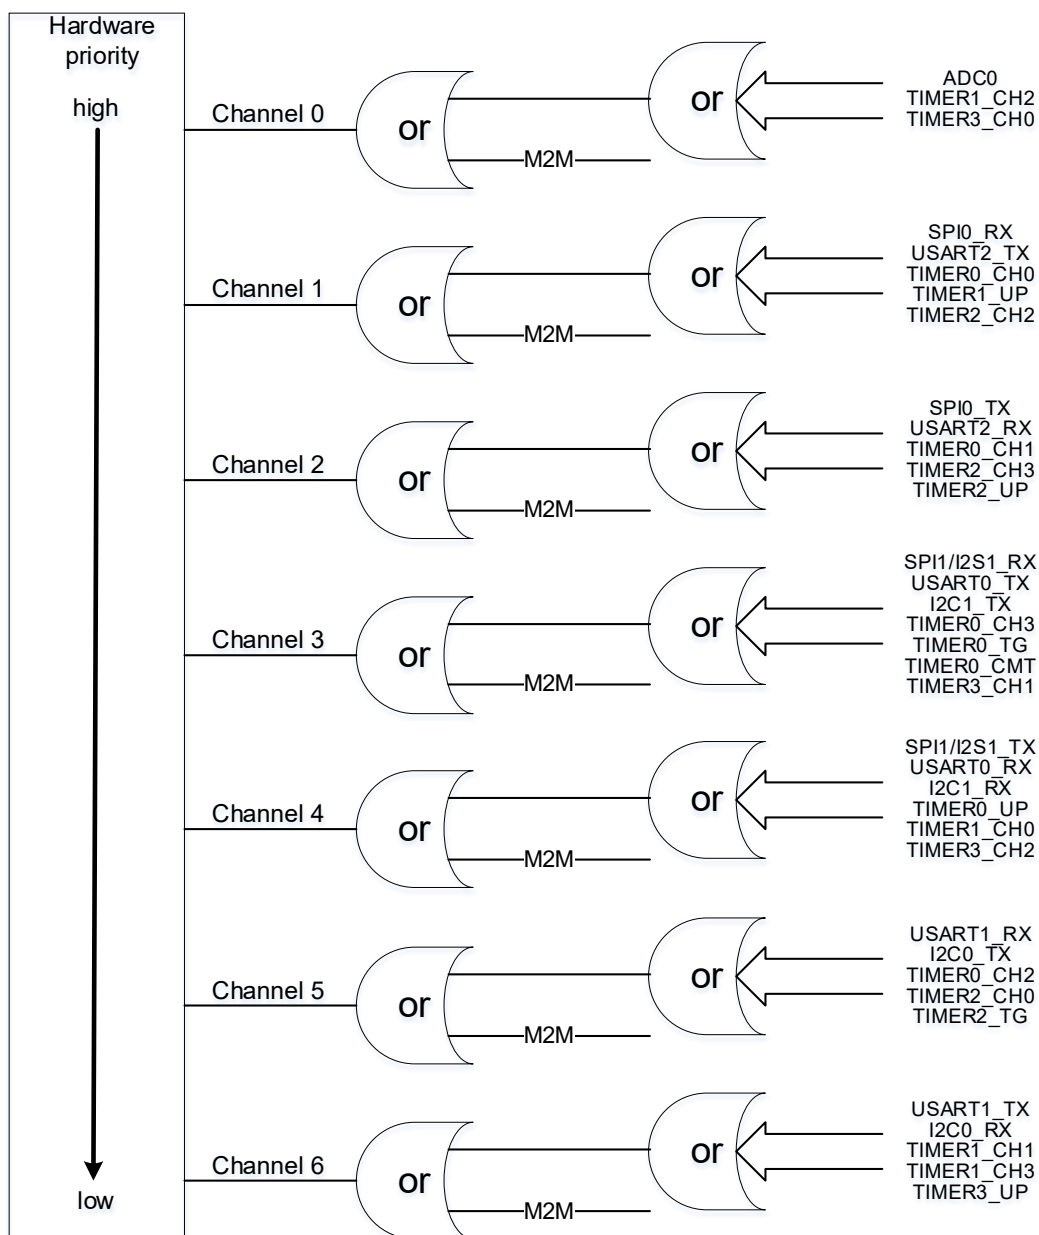 Hardware
priority
high
Channel 0
or
M2M
or
ADC0
TIMER1_CH2
TIMER3_CH0
Channel 1
or
M2M
or
SPI0_RX
USART2_TX
TIMER0_CH0
TIMER1_UP
TIMER2_CH2
Channel 2
or
M2M
or
SPI0_TX
USART2_RX
TIMER0_CH1
TIMER2_CH3
TIMER2_UP
Channel 3
or
M2M
or
SPI1/I2S1_RX
USART0_TX
I2C1_TX
TIMER0_CH3
TIMER0_TG
TIMER0_CMT
TIMER3_CH1
Channel 4
or
M2M
or
SPI1/I2S1_TX
USART0_RX
I2C1_RX
TIMER0_UP
TIMER1_CH0
TIMER3_CH2
Channel 5
or
M2M
or
USART1_RX
I2C0_TX
TIMER0_CH2
TIMER2_CH0
TIMER2_TG
Channel 6
or
M2M
or
USART1_TX
I2C0_RX
TIMER1_CH1
TIMER1_CH3
TIMER3_UP
low